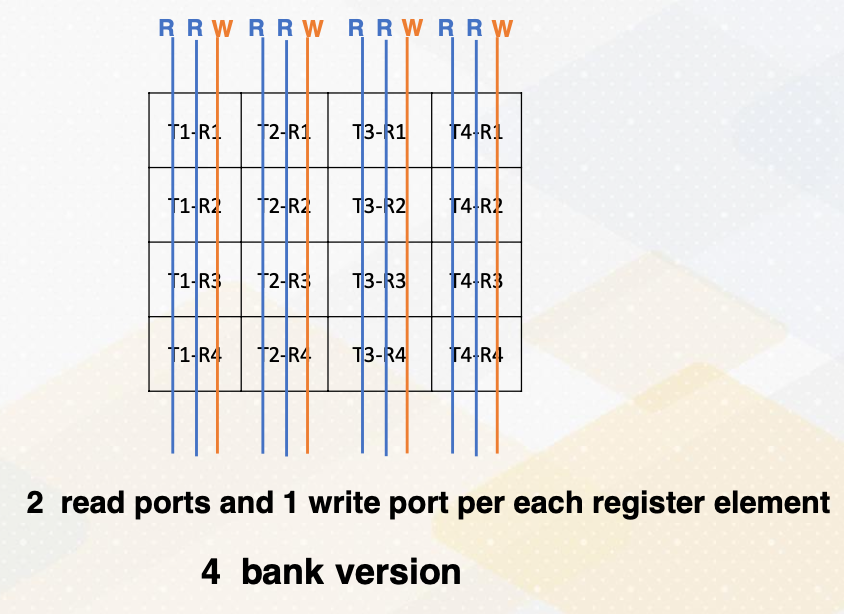 R R W R R W R R W R R W
T1-R1 T2-R1 T3-R1 T4-R1
T1-R2 T2-R2 T3-R2 T4-R2
T1-R3 T2-R3 T3-R3 T4-R3
T1-R4 T2-R4 T3-R4 T4-R4
2 read ports and 1 write port per each register element
4 bank version